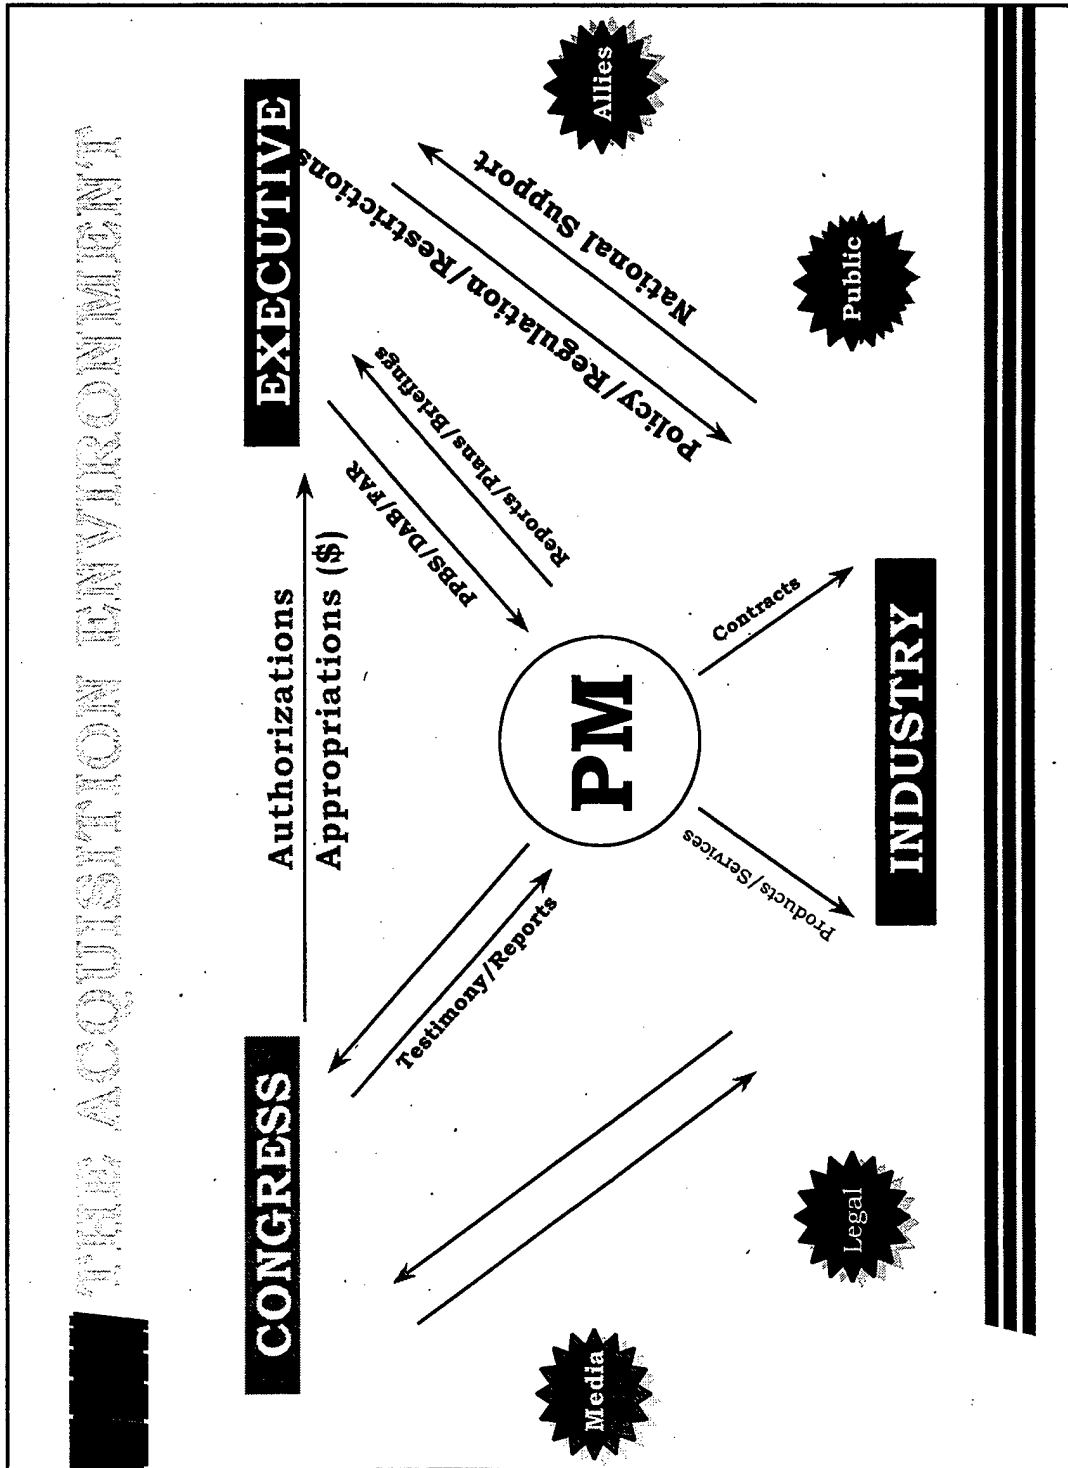 THE ACQUISITION ENVIRONMENT
CONGRESS
EXECUTIVE
Authorizations
Appropriations ($)
Testimony/Reports
PPBS/DAB/FAR
Reports/Plans/Briefings
Policy/Regulation/Restrictions
National Support
PM
Products/Services
Contracts
INDUSTRY
Media
Legal
Public
Allies